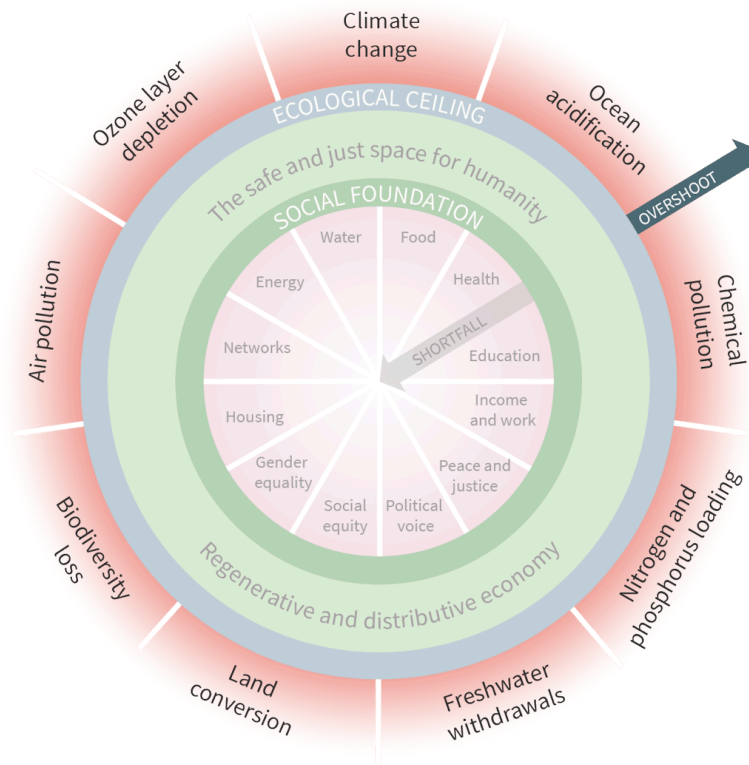 Climate
change
Ozone layer
depletion
Ocean
acidification
ECOLOGICAL CEILING
The safe and just space for humanity
OVERSHOOT
SOCIAL FOUNDATION
Water
Food
Energy
Health
Air pollution
Chemical
pollution
SHORTFALL
Networks
Education
Housing
Income
and work
Gender
equality
Peace and
justice
Social
equity
Political
voice
Biodiversity
loss
Nitrogen and
phosphorus loading
Regenerative and distributive economy
Land
conversion
Freshwater
withdrawals